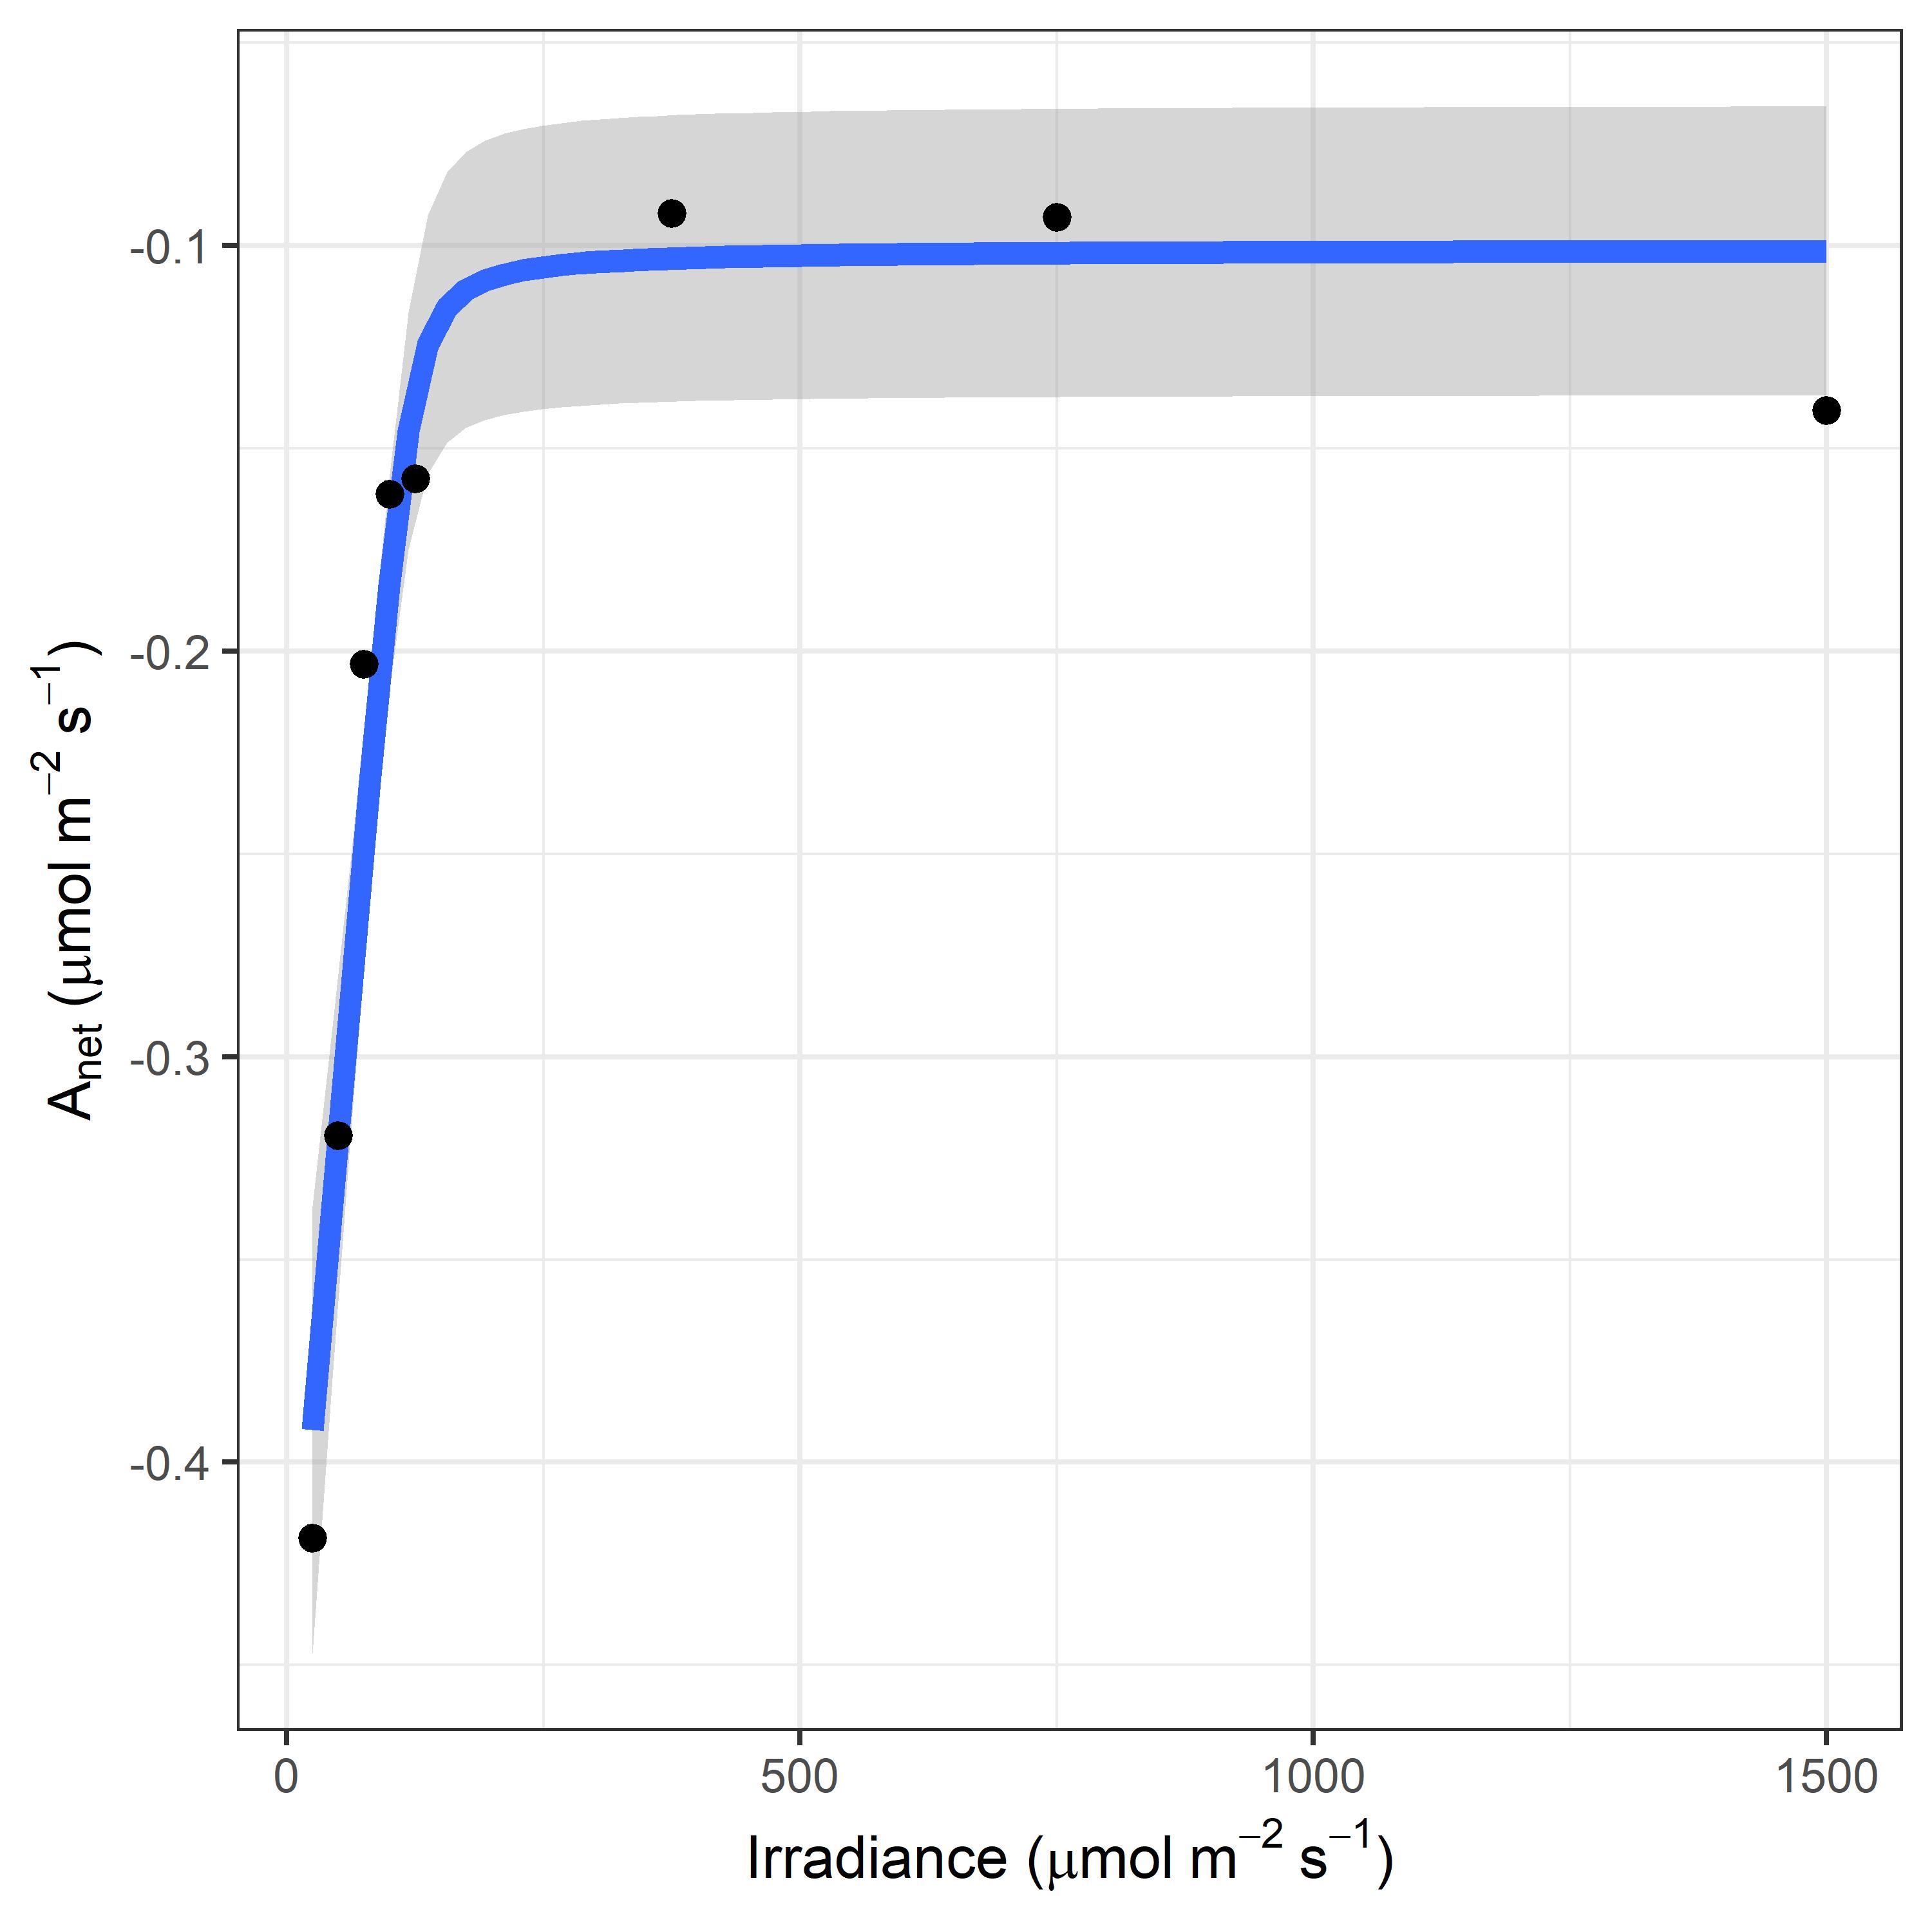 A_net (μmol m⁻² s⁻¹)
-0.1
-0.2
-0.3
-0.4
0 500 1000 1500
Irradiance (μmol m⁻² s⁻¹)